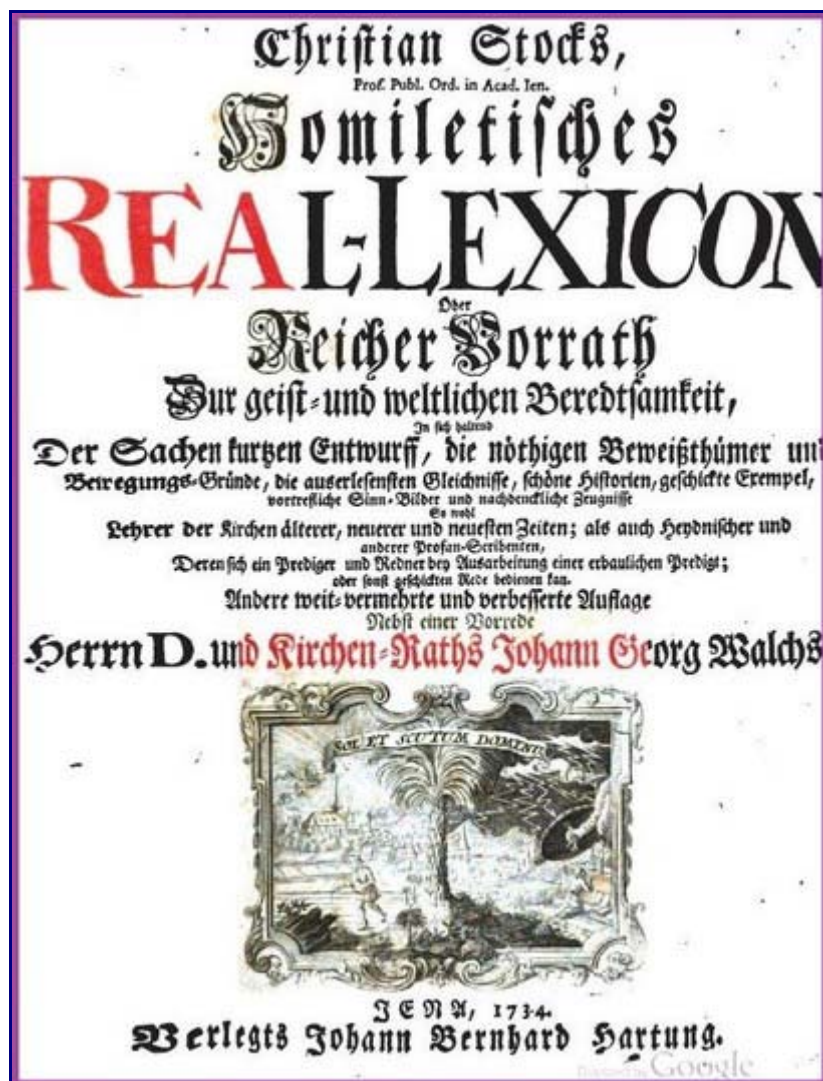 Christian Stocks,
Prof. Publ. Ord. in Acad. Ien.
Homiletisches
REAL-LEXICON
Oder
Reicher Vorrath
Zur geist- und weltlichen Beredtsamkeit,
In sich haltend
Der Sachen kurtzen Entwurff, die nöthigen Beweißthümer und
Bewegungs-Gründe, die auserlesensten Gleichnisse, schöne Historien, geschickte Exempel,
vortrefliche Sinn-Bilder und nachdenckliche Zeugnisse
So wohl
Lehrer der Kirchen älterer, neuerer und neuesten Zeiten; als auch Heydnischer und
anderer Profan-Scribenten,
Deren sich ein Prediger und Redner bey Ausarbeitung einer erbaulichen Predigt;
oder sonst geschickten Rede bedienen kan.
Andere weit-vermehrte und verbesserte Auflage
Nebst einer Vorrede
Herrn D. und Kirchen-Raths Johann Georg Walchs
SOL ET SCUTUM DOMINUS
JENA, 1734.
Verlegts Johann Bernhard Hartung.
Google